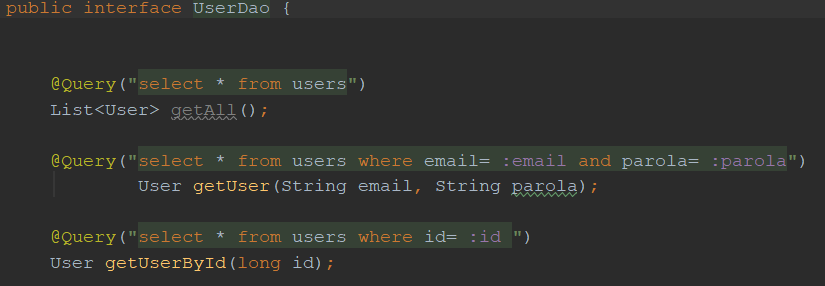 public interface UserDao {
@Query("select * from users")
List<User> getAll();
@Query("select * from users where email= :email and parola= :parola")
User getUser(String email, String parola);
@Query("select * from users where id= :id ")
User getUserById(long id);